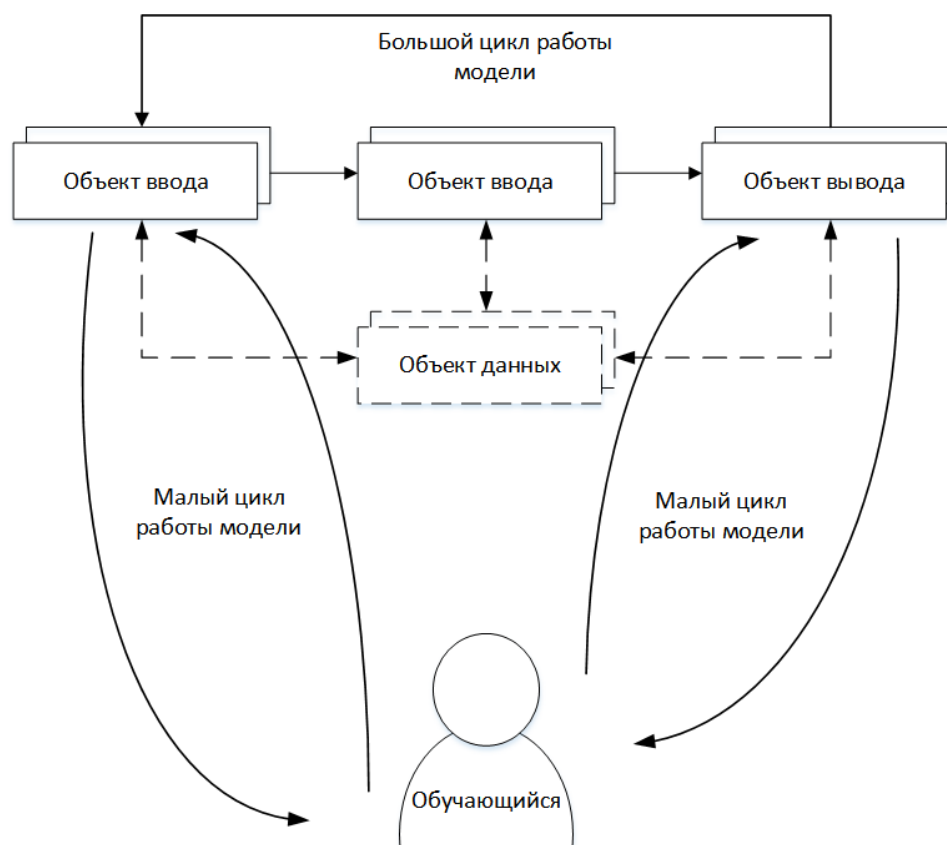 Большой цикл работы
модели
Объект ввода
Объект ввода
Объект вывода
Объект данных
Малый цикл
работы модели
Малый цикл
работы модели
Обучающийся